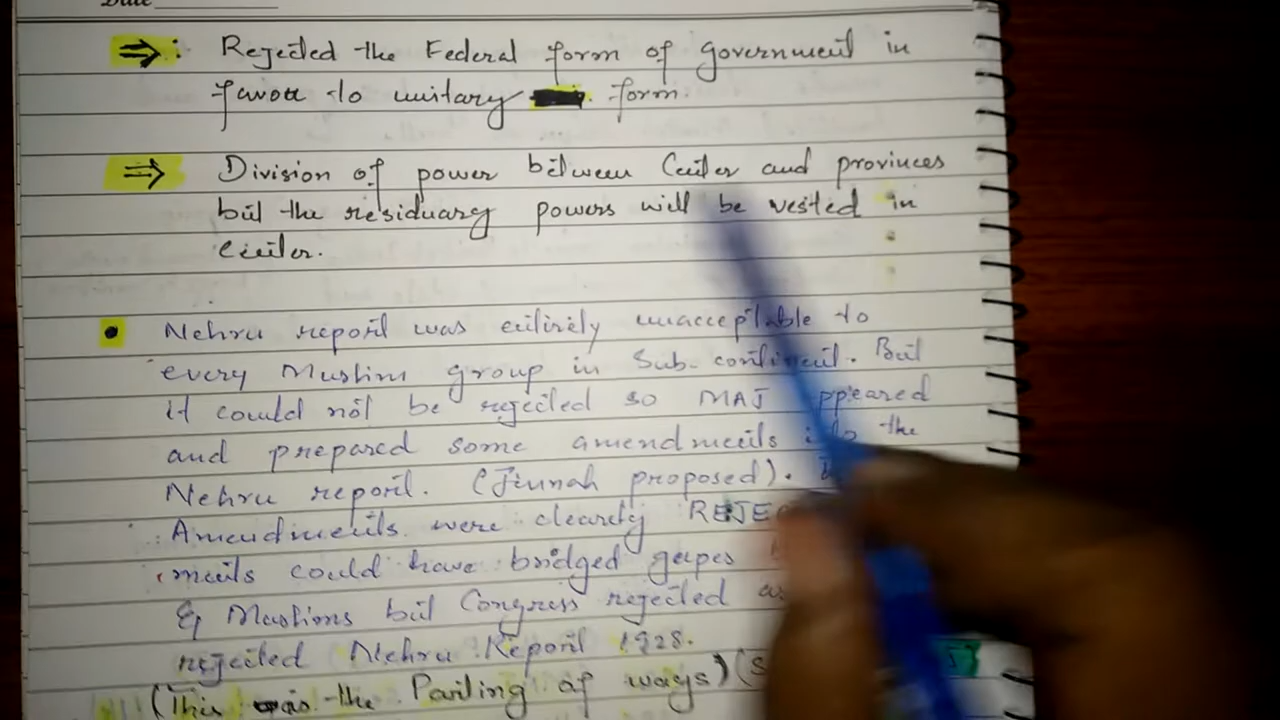 Date
⇒: Rejected the Federal form of government in
favou to unitary form.
⇒ Division of power between Center and provinces
but the residuary powers will be vested in
Center.
• Nehru report was entirely unacceptable to
every Muslim group in Sub-continent. But
it could not be rejected so MAJ appeared
and prepared some amendments the
Nehru report. (Jinnah proposed).
Amendments were clearly
ments could have bridged gapes
& Muslims but Congress rejected
rejected Nehru Report 1928.
(This is the Parting of ways)